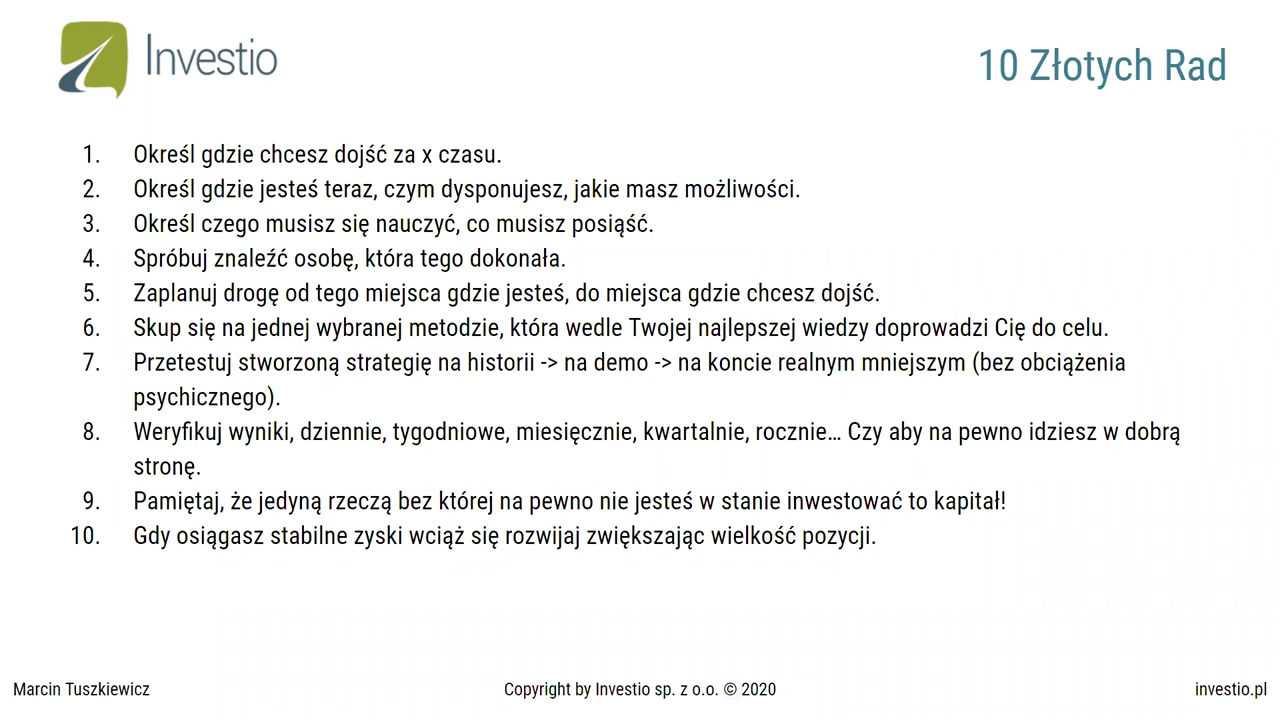 Investio
10 Złotych Rad
1. Określ gdzie chcesz dojść za x czasu.
2. Określ gdzie jesteś teraz, czym dysponujesz, jakie masz możliwości.
3. Określ czego musisz się nauczyć, co musisz posiąść.
4. Spróbuj znaleźć osobę, która tego dokonała.
5. Zaplanuj drogę od tego miejsca gdzie jesteś, do miejsca gdzie chcesz dojść.
6. Skup się na jednej wybranej metodzie, która wedle Twojej najlepszej wiedzy doprowadzi Cię do celu.
7. Przetestuj stworzoną strategię na historii -> na demo -> na koncie realnym mniejszym (bez obciążenia
psychicznego).
8. Weryfikuj wyniki, dziennie, tygodniowe, miesięcznie, kwartalnie, rocznie… Czy aby na pewno idziesz w dobrą
stronę.
9. Pamiętaj, że jedyną rzeczą bez której na pewno nie jesteś w stanie inwestować to kapitał!
10. Gdy osiągasz stabilne zyski wciąż się rozwijaj zwiększając wielkość pozycji.
Marcin Tuszkiewicz
Copyright by Investio sp. z o.o. © 2020
investio.pl